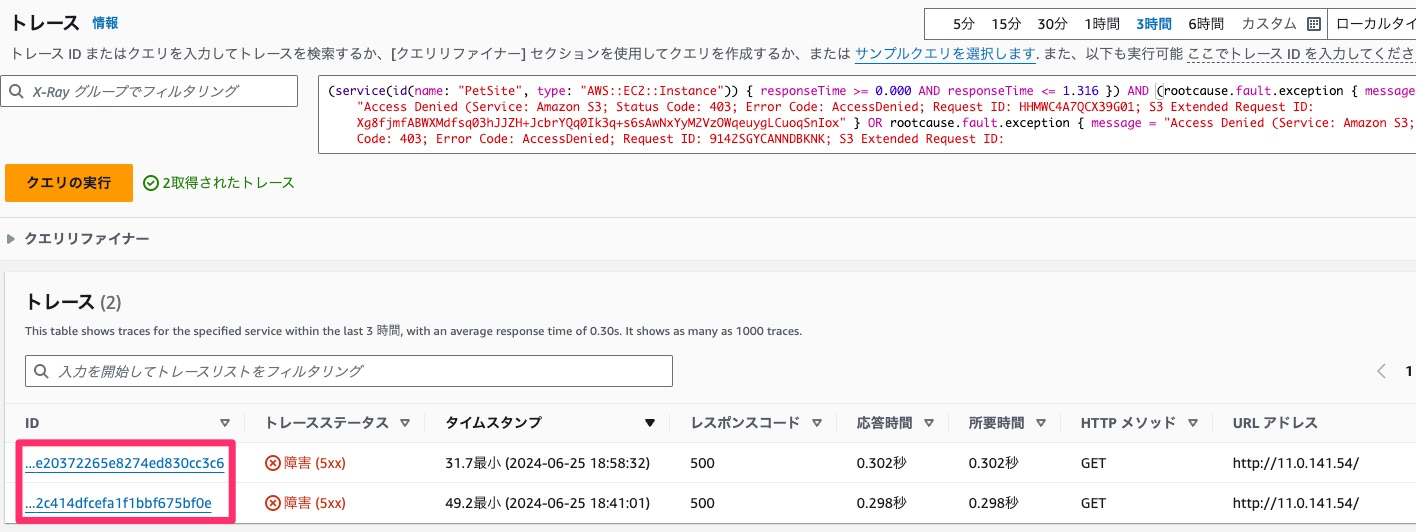 トレース 情報
5分 15分 30分 1時間 3時間 6時間 カスタム ローカルタイ
トレース ID またはクエリを入力してトレースを検索するか、[クエリリファイナー] セクションを使用してクエリを作成するか、または サンプルクエリを選択します. また、以下も実行可能 ここでトレース ID を入力してくださ
X-Ray グループでフィルタリング
(service(id(name: "PetSite", type: "AWS::EC2::Instance")) { responseTime >= 0.000 AND responseTime <= 1.316 }) AND (rootcause.fault.exception { messag
"Access Denied (Service: Amazon S3; Status Code: 403; Error Code: AccessDenied; Request ID: HHMWC4A7QCX39G01; S3 Extended Request ID:
Xg8fjmfABWXMdfsq03hJJZH+JcbrYQq0Ik3q+s6sAwNxYyM2VzOWqeuygLCuoqSnIox" } OR rootcause.fault.exception { message = "Access Denied (Service: Amazon S3;
Code: 403; Error Code: AccessDenied; Request ID: 914ZSGYCANNDBKNK; S3 Extended Request ID:
クエリの実行
2取得されたトレース
クエリリファイナー
トレース (2)
This table shows traces for the specified service within the last 3 時間, with an average response time of 0.30s. It shows as many as 1000 traces.
入力を開始してトレースリストをフィルタリング
1
ID トレースステータス タイムスタンプ レスポンスコード 応答時間 所要時間 HTTP メソッド URL アドレス
...e20372265e8274ed830cc3c6 障害 (5xx) 31.7最小 (2024-06-25 18:58:32) 500 0.302秒 0.302秒 GET http://11.0.141.54/
...2c414dfcefa1f1bbf675bf0e 障害 (5xx) 49.2最小 (2024-06-25 18:41:01) 500 0.298秒 0.298秒 GET http://11.0.141.54/